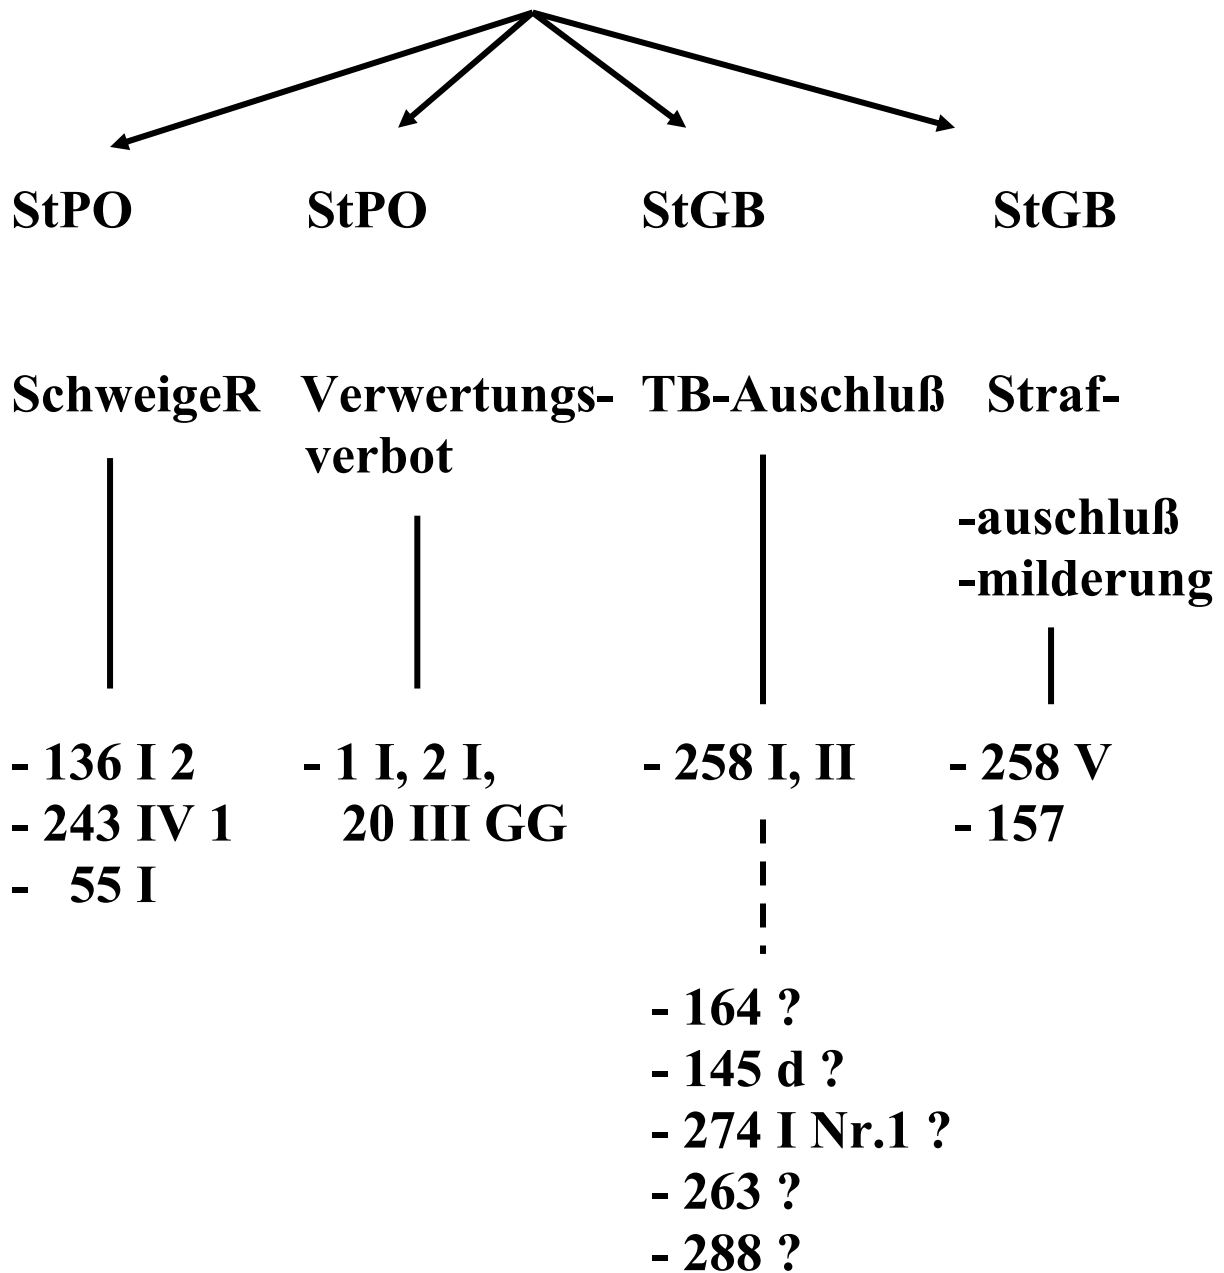 StPO StPO StGB StGB
SchweigeR Verwertungs- TB-Auschluß Straf-
verbot
-auschluß
-milderung
- 136 I 2 - 1 I, 2 I, - 258 I, II - 258 V
- 243 IV 1 20 III GG - 157
- 55 I
- 164 ?
- 145 d ?
- 274 I Nr.1 ?
- 263 ?
- 288 ?